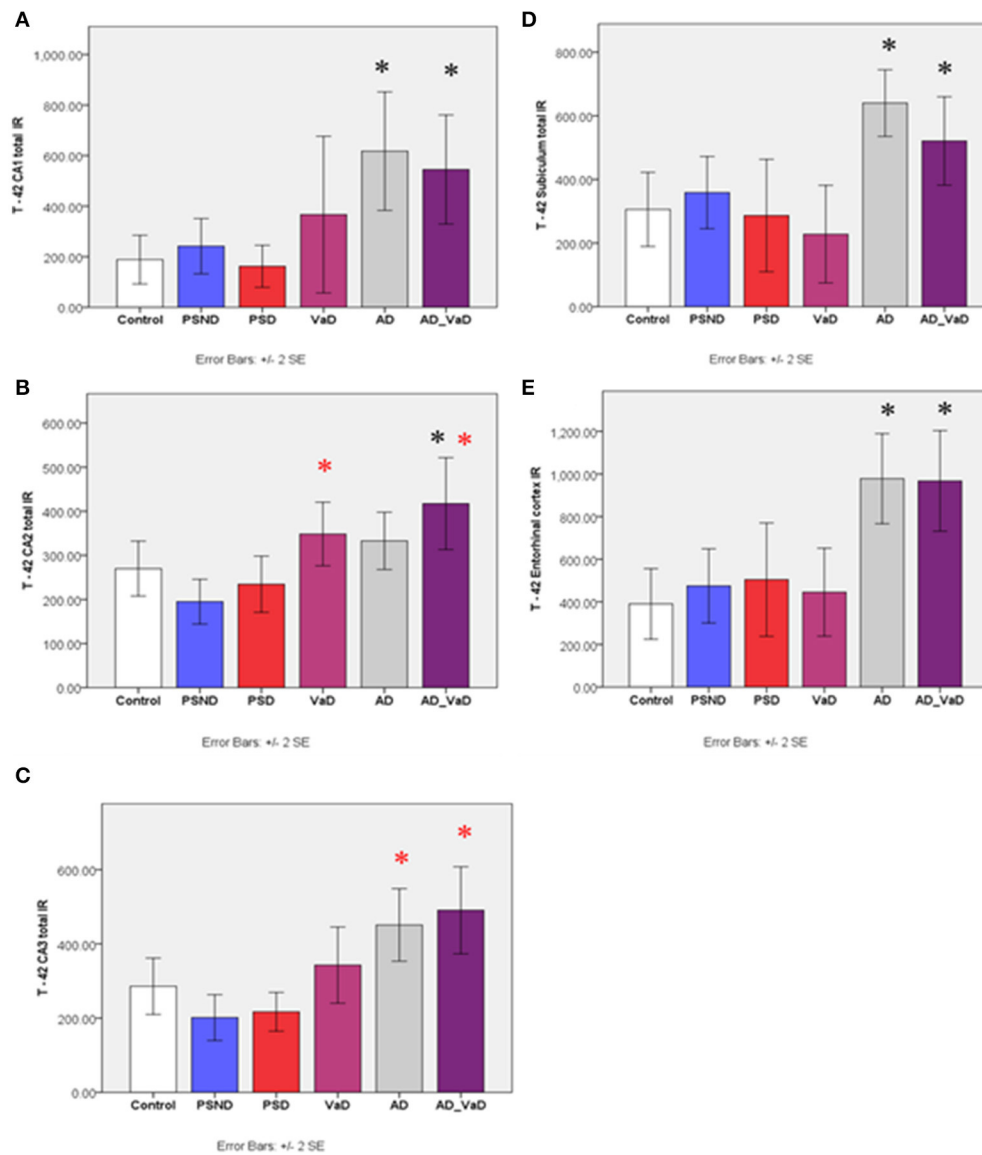 A
T - 42 CA1 total IR
1,000.00
800.00
600.00
400.00
200.00
0.00
*
*
Control PSND PSD VaD AD AD_VaD
Error Bars: +/- 2 SE
B
T - 42 CA2 total IR
600.00
500.00
400.00
300.00
200.00
100.00
0.00
*
* *
Control PSND PSD VaD AD AD_VaD
Error Bars: +/- 2 SE
C
T - 42 CA3 total IR
600.00
400.00
200.00
0.00
*
*
Control PSND PSD VaD AD AD_VaD
Error Bars: +/- 2 SE
D
T - 42 Subiculum total IR
800.00
600.00
400.00
200.00
0.00
*
*
Control PSND PSD VaD AD AD_VaD
Error Bars: +/- 2 SE
E
T - 42 Entorhinal cortex IR
1,200.00
1,000.00
800.00
600.00
400.00
200.00
0.00
*
*
Control PSND PSD VaD AD AD_VaD
Error Bars: +/- 2 SE